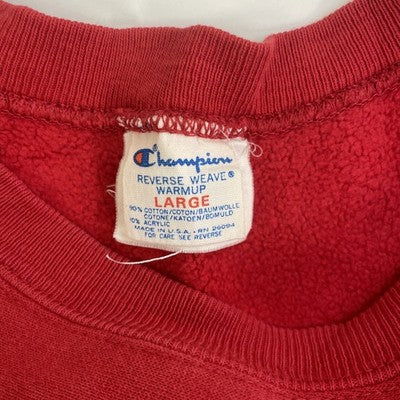 Champion
REVERSE WEAVE®
WARMUP
LARGE
90% COTTON/COTON/BAUMWOLLE
COTONE/KATOEN/BOMULD
10% ACRYLIC
MADE IN U.S.A. - RN 26094
FOR CARE SEE REVERSE